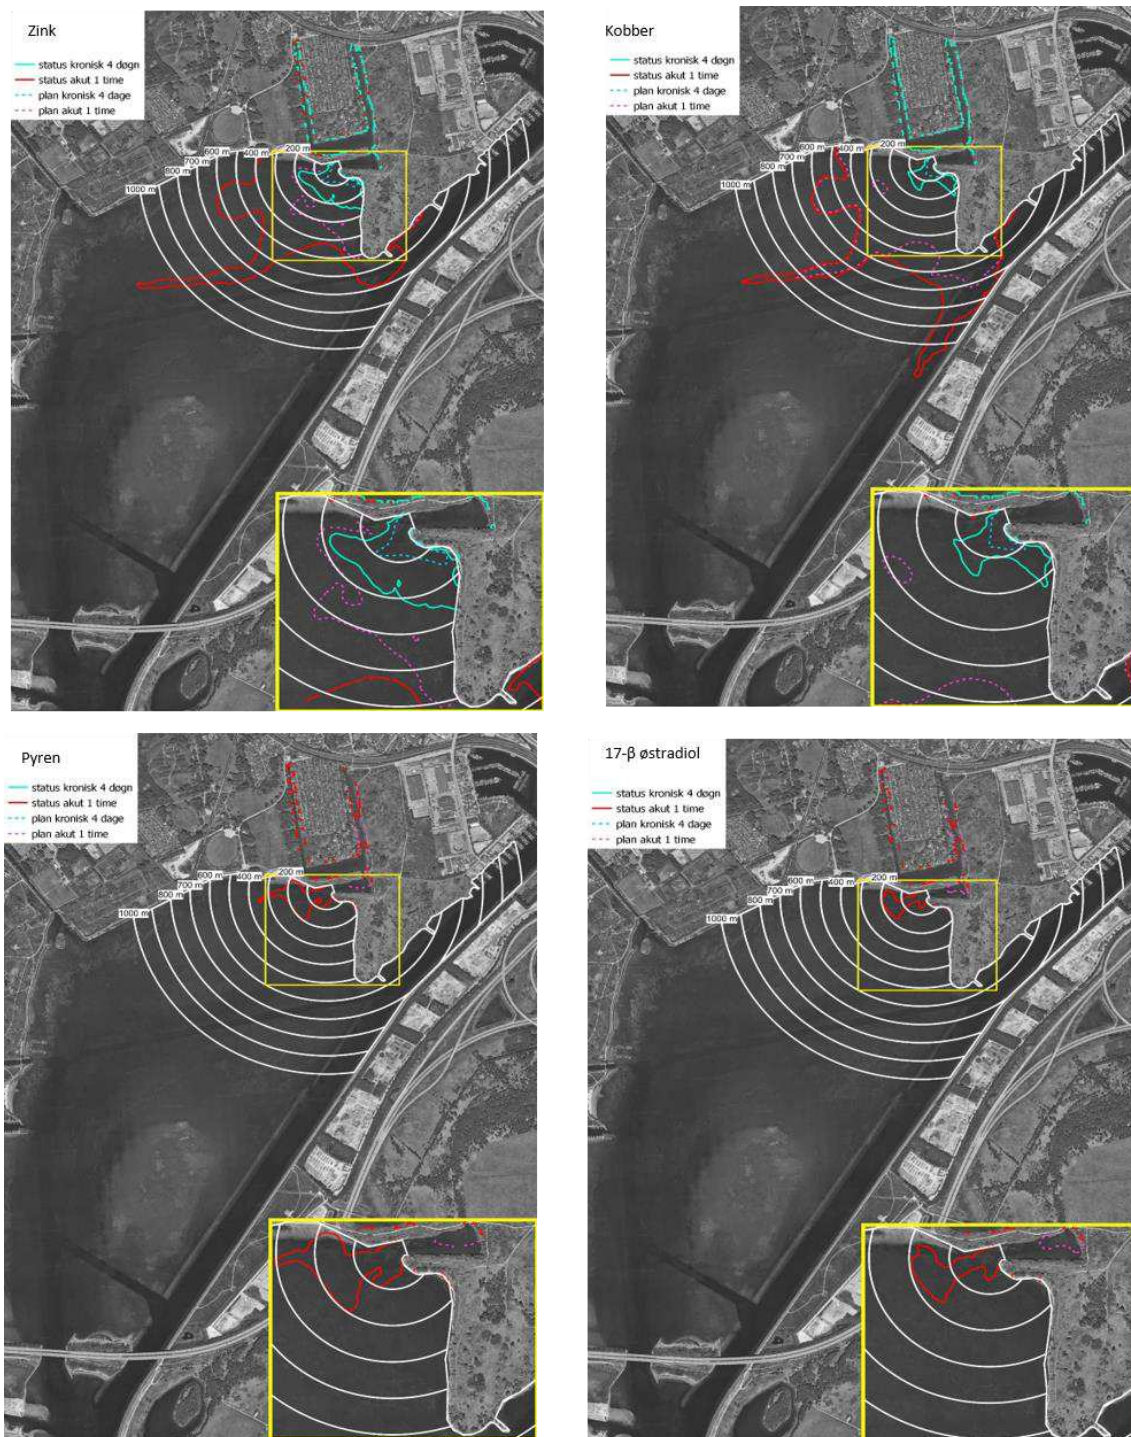 Zink
status kronisk 4 døgn
status akut 1 time
plan kronisk 4 dage
plan akut 1 time
200 m
400 m
600 m
700 m
800 m
1000 m
Kobber
status kronisk 4 døgn
status akut 1 time
plan kronisk 4 dage
plan akut 1 time
200 m
400 m
600 m
700 m
800 m
1000 m
Pyren
status kronisk 4 døgn
status akut 1 time
plan kronisk 4 dage
plan akut 1 time
200 m
400 m
600 m
700 m
800 m
1000 m
17-β østradiol
status kronisk 4 døgn
status akut 1 time
plan kronisk 4 dage
plan akut 1 time
200 m
400 m
600 m
700 m
800 m
1000 m